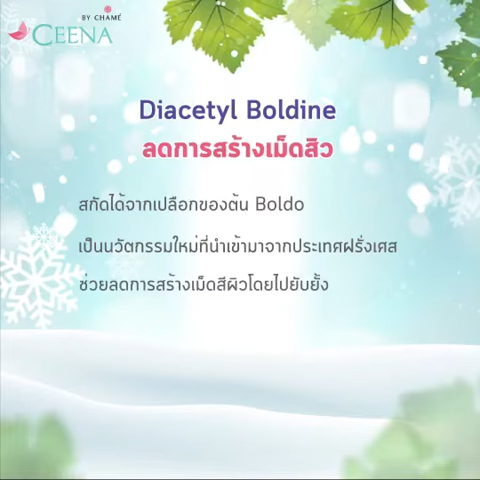 BY CHAMÉ
CEENA
Diacetyl Boldine
ลดการสร้างเม็ดสิว
สกัดได้จากเปลือกของต้น Boldo
เป็นนวัตกรรมใหม่ที่นำเข้ามาจากประเทศฝรั่งเศส
ช่วยลดการสร้างเม็ดสีผิวโดยไปยับยั้ง